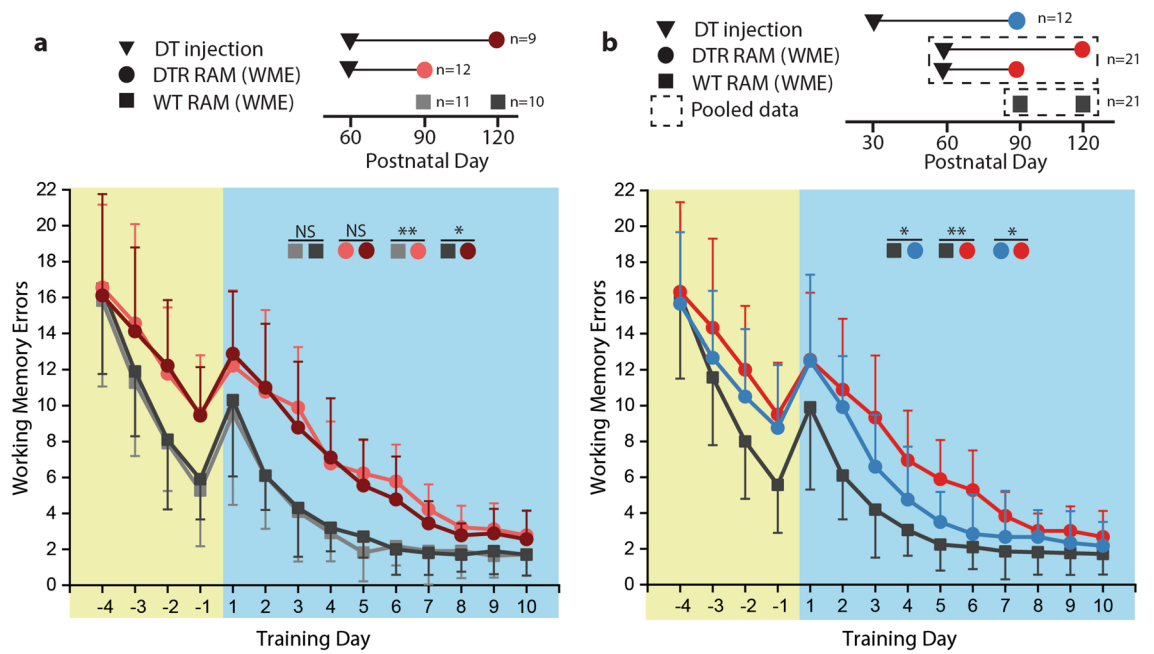 a
DT injection
DTR RAM (WME)
WT RAM (WME)
n=9
n=12
n=11
n=10
60 90 120
Postnatal Day
22
20
18
16
14
12
10
8
6
4
2
0
Working Memory Errors
NS NS ** *
-4 -3 -2 -1 1 2 3 4 5 6 7 8 9 10
Training Day
b
DT injection
DTR RAM (WME)
WT RAM (WME)
Pooled data
n=12
n=21
n=21
30 60 90 120
Postnatal Day
22
20
18
16
14
12
10
8
6
4
2
0
Working Memory Errors
* ** *
-4 -3 -2 -1 1 2 3 4 5 6 7 8 9 10
Training Day